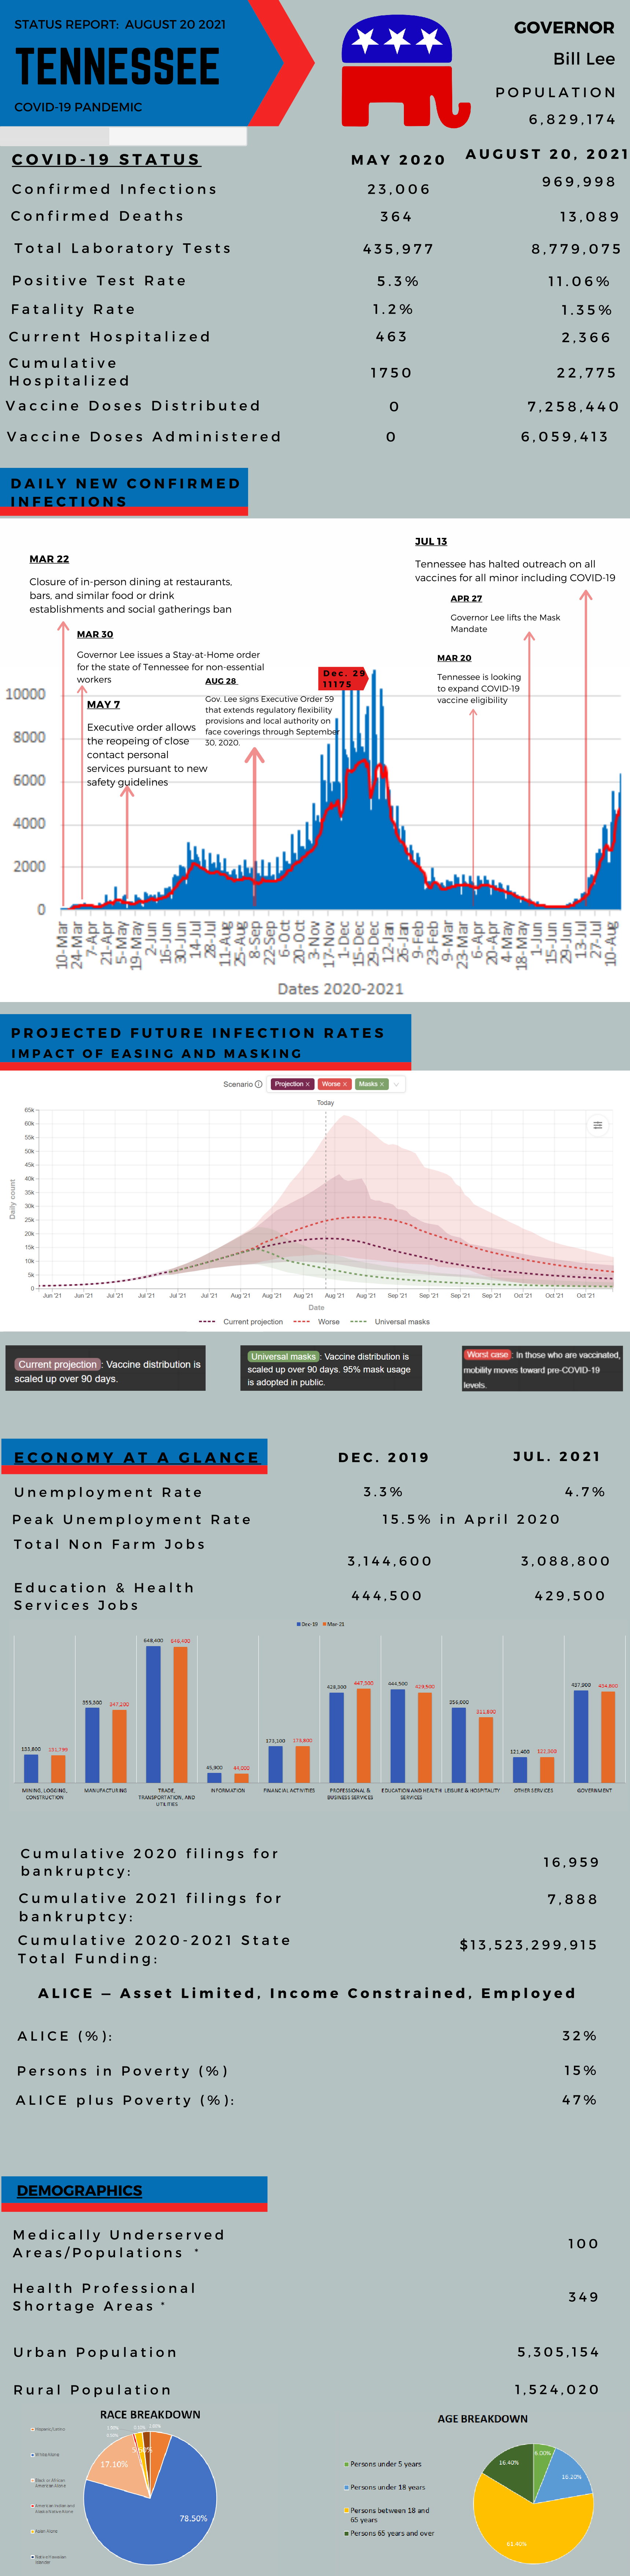 STATUS REPORT: AUGUST 20 2021
TENNESSEE
COVID-19 PANDEMIC
GOVERNOR
Bill Lee
POPULATION
6,829,174
COVID-19 STATUS MAY 2020 AUGUST 20, 2021
Confirmed Infections 23,006 969,998
Confirmed Deaths 364 13,089
Total Laboratory Tests 435,977 8,779,075
Positive Test Rate 5.3% 11.06%
Fatality Rate 1.2% 1.35%
Current Hospitalized 463 2,366
Cumulative
Hospitalized 1750 22,775
Vaccine Doses Distributed 0 7,258,440
Vaccine Doses Administered 0 6,059,413
DAILY NEW CONFIRMED
INFECTIONS
MAR 22
Closure of in-person dining at restaurants,
bars, and similar food or drink
establishments and social gatherings ban
MAR 30
Governor Lee issues a Stay-at-Home order
for the state of Tennessee for non-essential
workers
MAY 7
Executive order allows
the reopeing of close
contact personal
services pursuant to new
safety guidelines
AUG 28
Gov. Lee signs Executive Order 59
that extends regulatory flexibility
provisions and local authority on
face coverings through September
30, 2020.
Dec. 29
11175
JUL 13
Tennessee has halted outreach on all
vaccines for all minor including COVID-19
APR 27
Governor Lee lifts the Mask
Mandate
MAR 20
Tennessee is looking
to expand COVID-19
vaccine eligibility
10000
8000
6000
4000
2000
0
10-Mar 24-Mar 7-Apr 21-Apr 5-May 19-May 2-Jun 16-Jun 30-Jun 14-Jul 28-Jul 11-Aug 25-Aug 8-Sep 22-Sep 6-Oct 20-Oct 3-Nov 17-Nov 1-Dec 15-Dec 29-Dec 12-Jan 26-Jan 9-Feb 23-Feb 9-Mar 23-Mar 6-Apr 20-Apr 4-May 18-May 1-Jun 15-Jun 29-Jun 13-Jul 27-Jul 10-Aug
Dates 2020-2021
PROJECTED FUTURE INFECTION RATES
IMPACT OF EASING AND MASKING
Scenario Projection × Worse × Masks ×
Today
65k
60k
55k
50k
45k
40k
35k
30k
25k
20k
15k
10k
5k
0
Daily count
Jun '21 Jun '21 Jul '21 Jul '21 Jul '21 Jul '21 Aug '21 Aug '21 Aug '21 Aug '21 Aug '21 Sep '21 Sep '21 Sep '21 Sep '21 Oct '21 Oct '21 Oct '21
Date
Current projection Worse Universal masks
Current projection : Vaccine distribution is
scaled up over 90 days.
Universal masks : Vaccine distribution is
scaled up over 90 days. 95% mask usage
is adopted in public.
Worst case : In those who are vaccinated,
mobility moves toward pre-COVID-19
levels.
ECONOMY AT A GLANCE DEC. 2019 JUL. 2021
Unemployment Rate 3.3% 4.7%
Peak Unemployment Rate 15.5% in April 2020
Total Non Farm Jobs
3,144,600 3,088,800
Education & Health
Services Jobs 444,500 429,500
Dec-19 Mar-21
648,400 646,400
355,300 347,200
45,900
173,100
428,300 447,300
444,500 429,500
121,400
437,900 434,800
MINING, LOGGING, CONSTRUCTION
MANUFACTURING
TRADE, TRANSPORTATION, AND UTILITIES
INFORMATION
FINANCIAL ACTIVITIES
PROFESSIONAL & BUSINESS SERVICES
EDUCATION AND HEALTH SERVICES
LEISURE & HOSPITALITY
OTHER SERVICES
GOVERNMENT
Cumulative 2020 filings for
bankruptcy: 16,959
Cumulative 2021 filings for
bankruptcy: 7,888
Cumulative 2020-2021 State
Total Funding: $13,523,299,915
ALICE – Asset Limited, Income Constrained, Employed
ALICE (%): 32%
Persons in Poverty (%) 15%
ALICE plus Poverty (%): 47%
DEMOGRAPHICS
Medically Underserved
Areas/Populations * 100
Health Professional
Shortage Areas * 349
Urban Population 5,305,154
Rural Population 1,524,020
RACE BREAKDOWN
Hispanic/Latino
White Alone
Black or African American Alone
American Indian and Alaska Native Alone
Asian Alone
17.10%
78.50%
AGE BREAKDOWN
Persons under 5 years
Persons under 18 years
Persons between 18 and
65 years
Persons 65 years and over
16.40%
6.00%
16.20%
61.40%